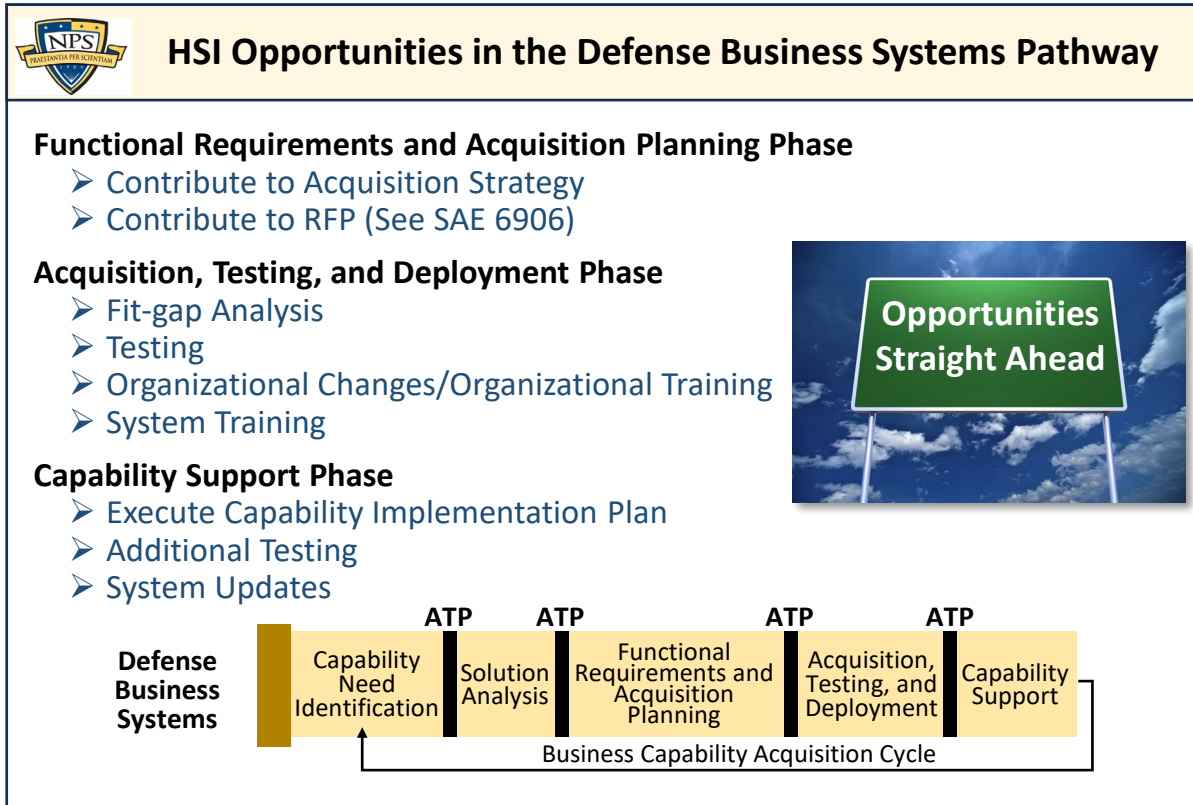 NPS
PRAESTANTIA PER SCIENTIAM
HSI Opportunities in the Defense Business Systems Pathway
Functional Requirements and Acquisition Planning Phase
➢ Contribute to Acquisition Strategy
➢ Contribute to RFP (See SAE 6906)
Acquisition, Testing, and Deployment Phase
➢ Fit-gap Analysis
➢ Testing
➢ Organizational Changes/Organizational Training
➢ System Training
Opportunities
Straight Ahead
Capability Support Phase
➢ Execute Capability Implementation Plan
➢ Additional Testing
➢ System Updates
ATP
ATP
ATP
ATP
Defense
Business
Systems
Capability
Need
Identification
Solution
Analysis
Functional
Requirements and
Acquisition
Planning
Acquisition,
Testing, and
Deployment
Capability
Support
Business Capability Acquisition Cycle